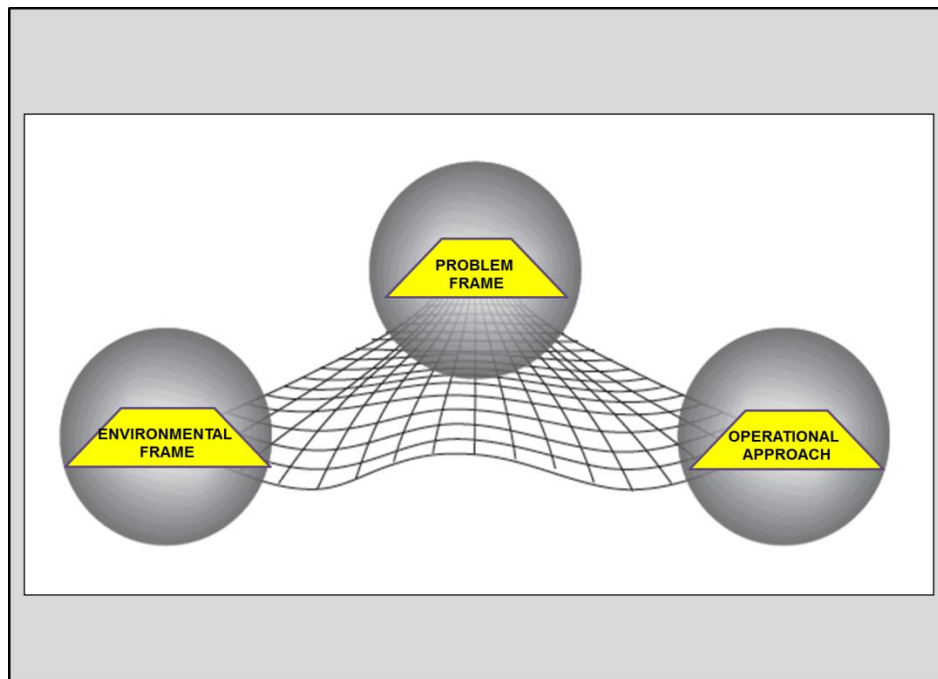 PROBLEM
FRAME
ENVIRONMENTAL
FRAME
OPERATIONAL
APPROACH